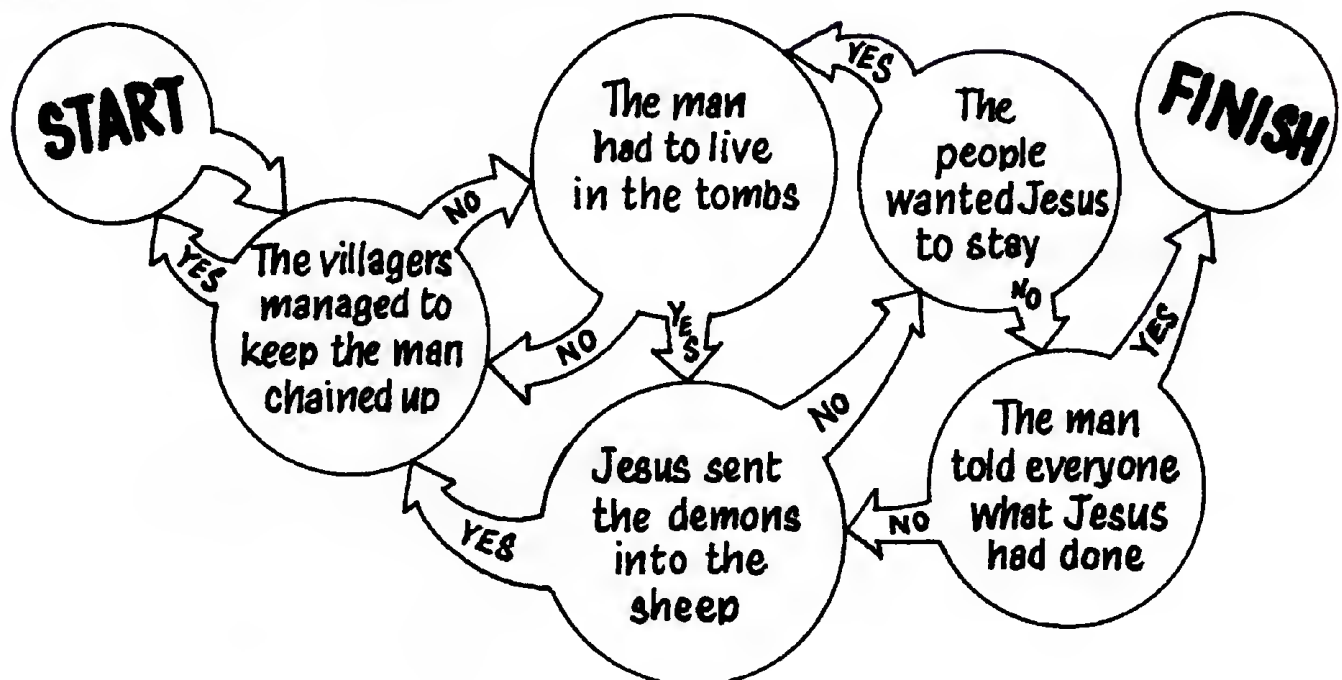 START
YES
The villagers
managed to
keep the man
chained up
NO
The man
had to live
in the tombs
NO
YES
Jesus sent
the demons
into the
sheep
YES
NO
The
people
wanted Jesus
to stay
YES
NO
The man
told everyone
what Jesus
had done
NO
YES
FINISH